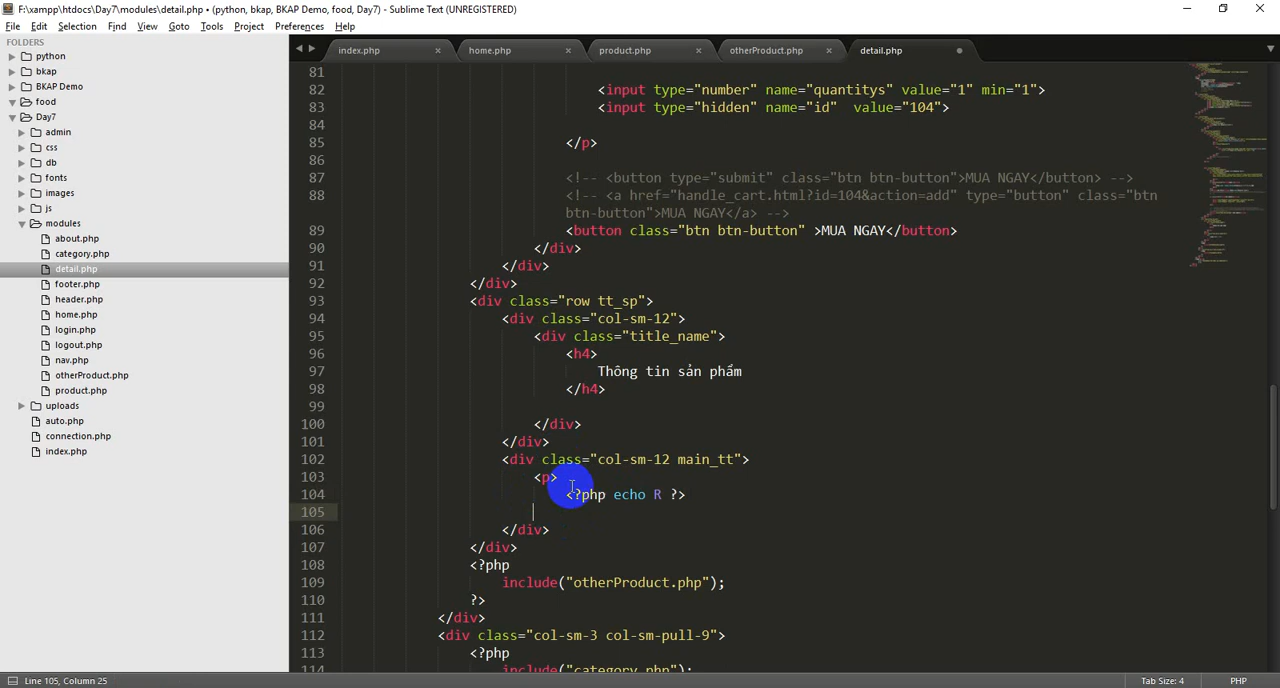 F:\xampp\htdocs\Day7\modules\detail.php • (python, bkap, BKAP Demo, food, Day7) - Sublime Text (UNREGISTERED)
File Edit Selection Find View Goto Tools Project Preferences Help
FOLDERS
python
bkap
BKAP Demo
food
Day7
admin
css
db
fonts
images
js
modules
about.php
category.php
detail.php
footer.php
header.php
home.php
login.php
logout.php
nav.php
otherProduct.php
product.php
uploads
auto.php
connection.php
index.php
index.php home.php product.php otherProduct.php detail.php
81
82 <input type="number" name="quantitys" value="1" min="1">
83 <input type="hidden" name="id"  value="104">
84
85 </p>
86
87 <!-- <button type="submit" class="btn btn-button">MUA NGAY</button> -->
88 <!-- <a href="handle_cart.html?id=104&action=add" type="button" class="btn
btn-button">MUA NGAY</a> -->
89 <button class="btn btn-button" >MUA NGAY</button>
90 </div>
91 </div>
92 </div>
93 <div class="row tt_sp">
94 <div class="col-sm-12">
95 <div class="title_name">
96 <h4>
97 Thông tin sản phẩm
98 </h4>
99
100 </div>
101 </div>
102 <div class="col-sm-12 main_tt">
103 <p>
104 <?php echo R ?>
105
106 </div>
107 </div>
108 <?php
109 include("otherProduct.php");
110 ?>
111 </div>
112 <div class="col-sm-3 col-sm-pull-9">
113 <?php
114 include("category.php");
Line 105, Column 25
Tab Size: 4 PHP